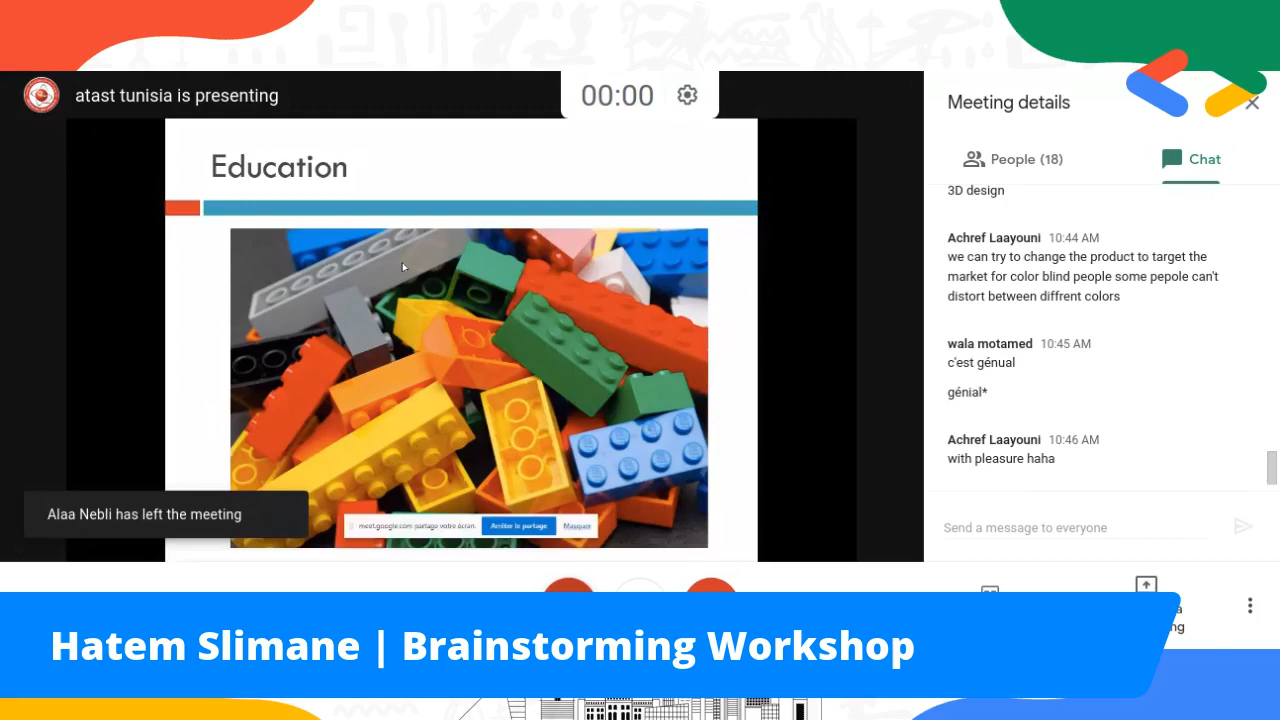 atast tunisia is presenting
00:00
Meeting details
People (18)
Chat
Education
3D design
Achref Laayouni 10:44 AM
we can try to change the product to target the
market for color blind people some pepole can't
distort between diffrent colors
wala motamed 10:45 AM
c'est génual
génial*
Achref Laayouni 10:46 AM
with pleasure haha
Alaa Nebli has left the meeting
meet.google.com partage votre écran.
Arrêter le partage
Masquer
Send a message to everyone
Hatem Slimane | Brainstorming Workshop